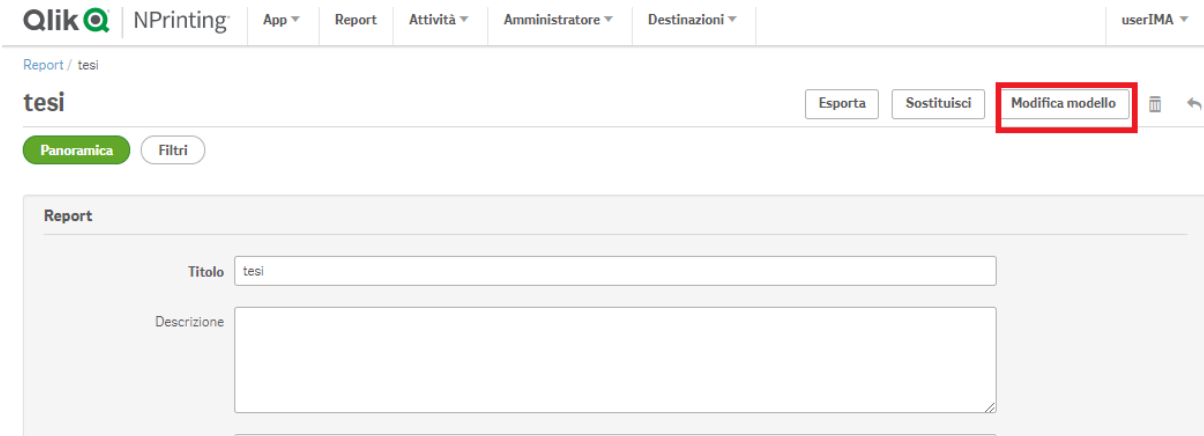 Qlik NPrinting App Report Attività Amministratore Destinazioni userIMA
Report / tesi
tesi Esporta Sostituisci Modifica modello
Panoramica Filtri
Report
Titolo tesi
Descrizione